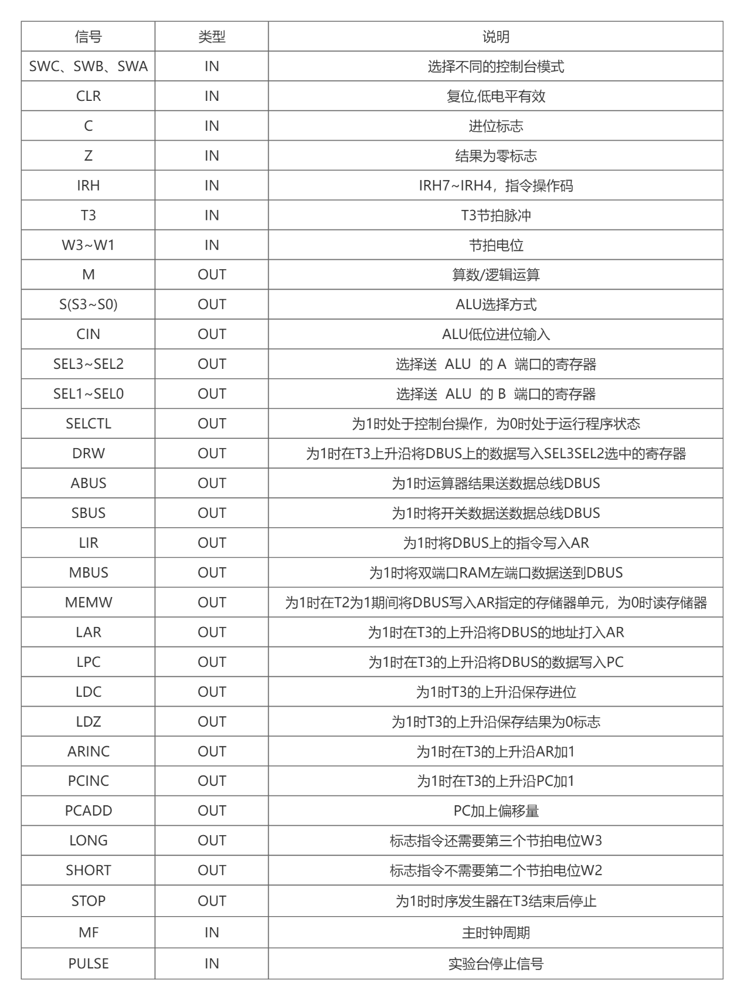 信号 类型 说明
SWC、SWB、SWA IN 选择不同的控制台模式
CLR IN 复位,低电平有效
C IN 进位标志
Z IN 结果为零标志
IRH IN IRH7~IRH4，指令操作码
T3 IN T3节拍脉冲
W3~W1 IN 节拍电位
M OUT 算数/逻辑运算
S(S3~S0) OUT ALU选择方式
CIN OUT ALU低位进位输入
SEL3~SEL2 OUT 选择送 ALU 的 A 端口的寄存器
SEL1~SEL0 OUT 选择送 ALU 的 B 端口的寄存器
SELCTL OUT 为1时处于控制台操作，为0时处于运行程序状态
DRW OUT 为1时在T3上升沿将DBUS上的数据写入SEL3SEL2选中的寄存器
ABUS OUT 为1时运算器结果送数据总线DBUS
SBUS OUT 为1时将开关数据送数据总线DBUS
LIR OUT 为1时将DBUS上的指令写入AR
MBUS OUT 为1时将双端口RAM左端口数据送到DBUS
MEMW OUT 为1时在T2为1期间将DBUS写入AR指定的存储器单元，为0时读存储器
LAR OUT 为1时在T3的上升沿将DBUS的地址打入AR
LPC OUT 为1时在T3的上升沿将DBUS的数据写入PC
LDC OUT 为1时T3的上升沿保存进位
LDZ OUT 为1时T3的上升沿保存结果为0标志
ARINC OUT 为1时在T3的上升沿AR加1
PCINC OUT 为1时在T3的上升沿PC加1
PCADD OUT PC加上偏移量
LONG OUT 标志指令还需要第三个节拍电位W3
SHORT OUT 标志指令不需要第二个节拍电位W2
STOP OUT 为1时时序发生器在T3结束后停止
MF IN 主时钟周期
PULSE IN 实验台停止信号